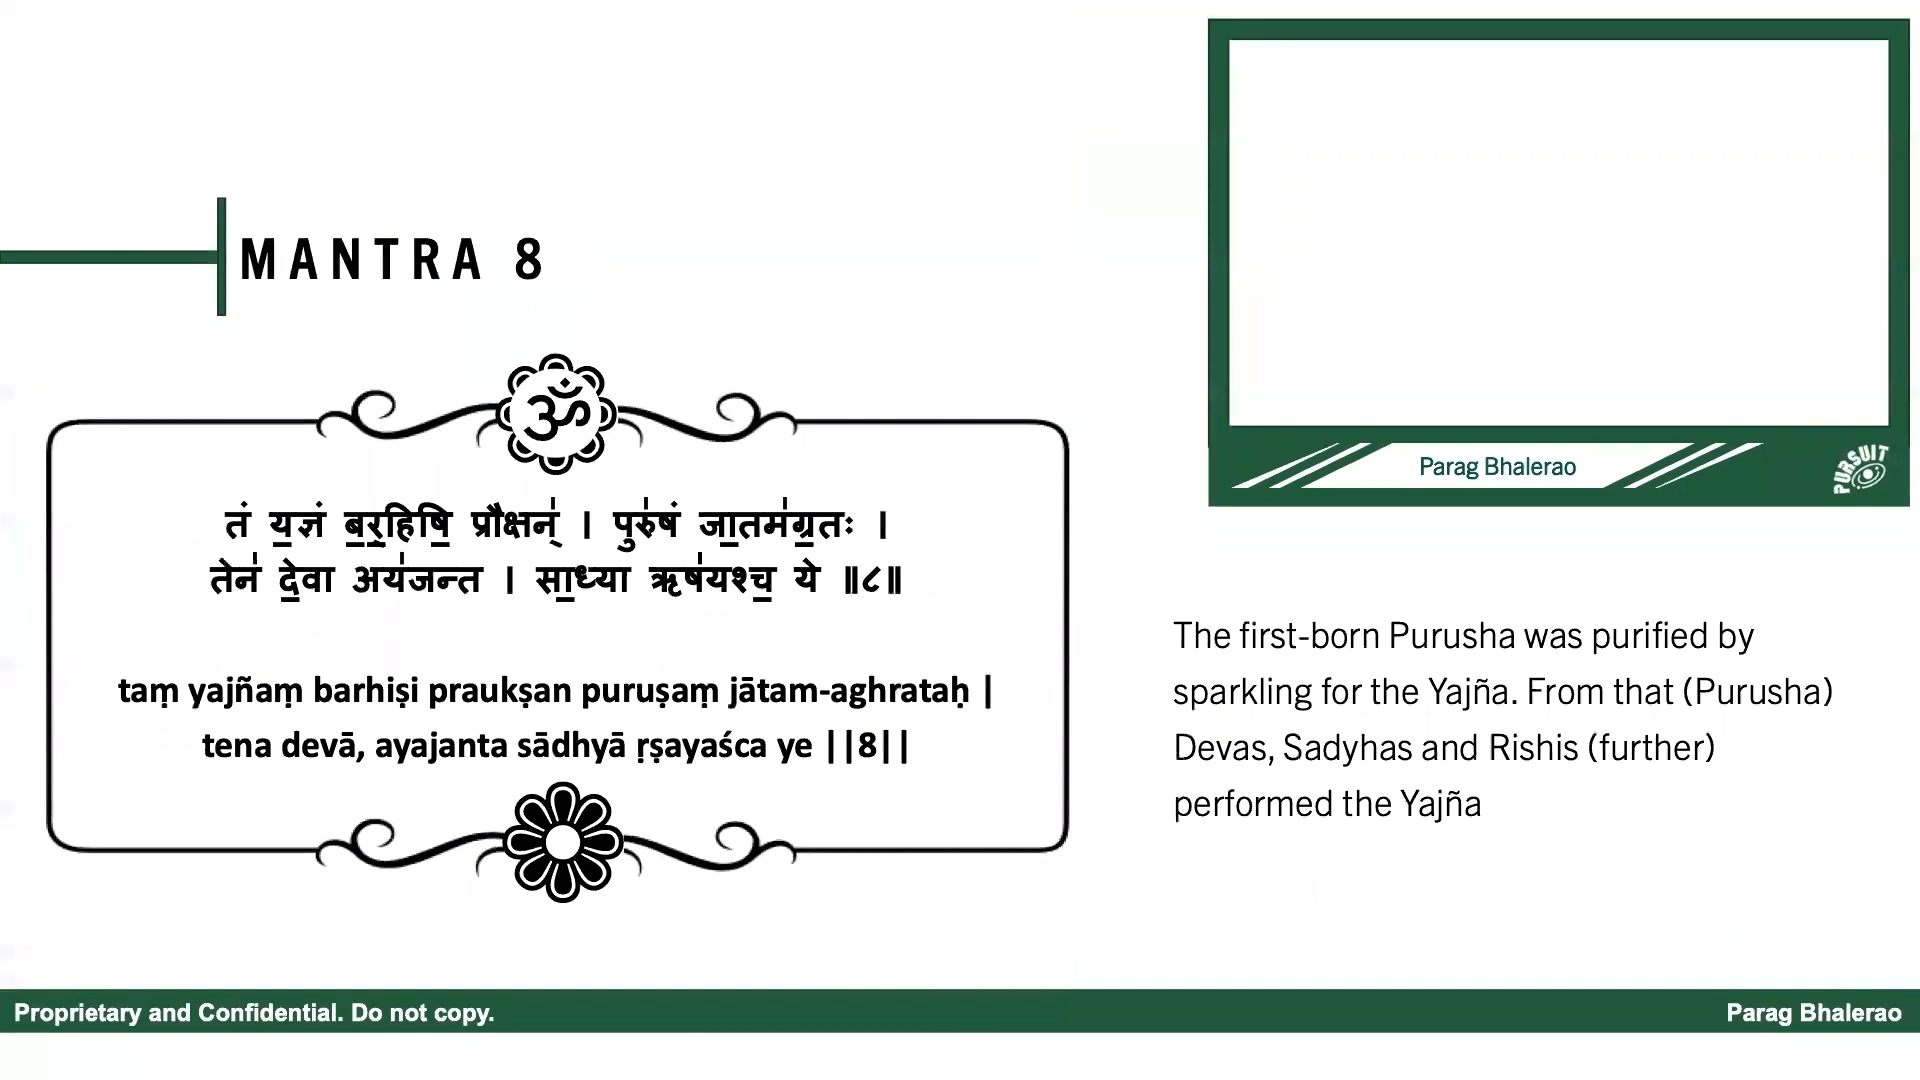 MANTRA 8
ॐ
तं य॒ज्ञं ब॒र्॒हिषि॒ प्रौक्षन्॑ । पुरु॑षं जा॒तम॑ग्र॒तः ।
तेन॑ दे॒वा अय॑जन्त । सा॒ध्या ऋष॑यश्च॒ ये ॥८॥
taṃ yajñaṃ barhiṣi praukṣan puruṣaṃ jātam-aghrataḥ |
tena devā, ayajanta sādhyā ṛṣayaśca ye ||8||
Parag Bhalerao
PURSUIT
The first-born Purusha was purified by
sparkling for the Yajña. From that (Purusha)
Devas, Sadyhas and Rishis (further)
performed the Yajña
Proprietary and Confidential. Do not copy.
Parag Bhalerao